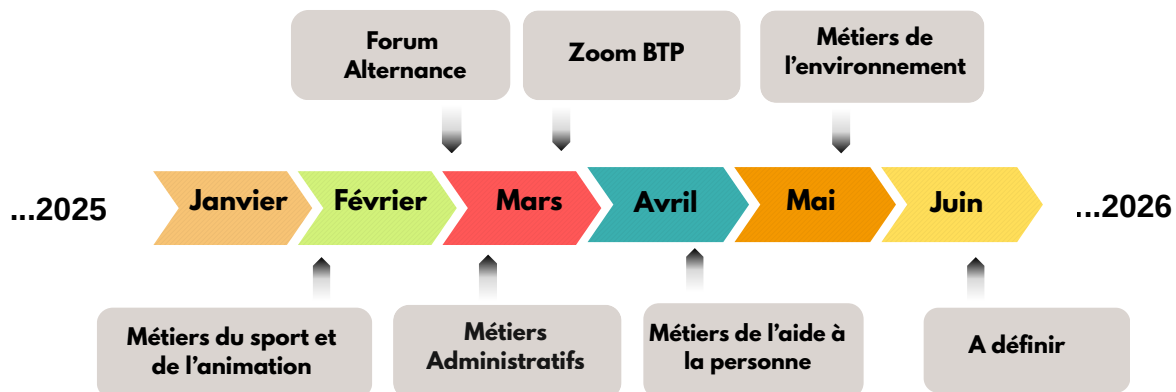 Forum
Alternance
Zoom BTP
Métiers de
l'environnement
...2025
Janvier
Février
Mars
Avril
Mai
Juin
...2026
Métiers du sport et
de l'animation
Métiers
Administratifs
Métiers de l'aide à
la personne
A définir